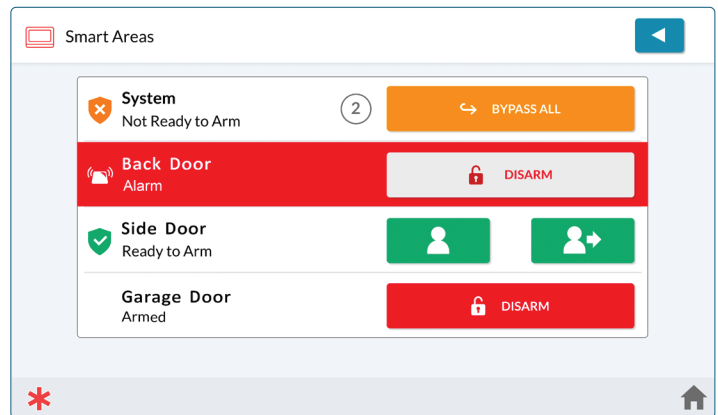 Smart Areas
System
Not Ready to Arm
2
BYPASS ALL
Back Door
Alarm
DISARM
Side Door
Ready to Arm
Garage Door
Armed
DISARM